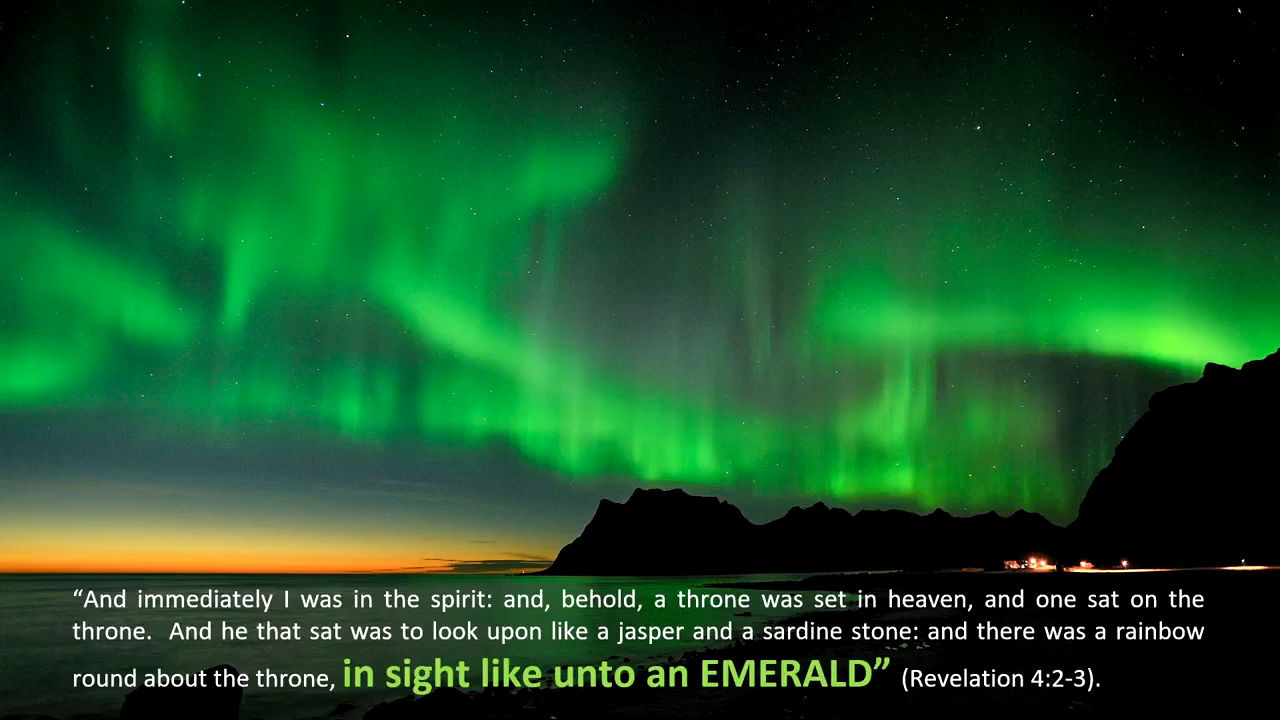 “And immediately I was in the spirit: and, behold, a throne was set in heaven, and one sat on the
throne.  And he that sat was to look upon like a jasper and a sardine stone: and there was a rainbow
round about the throne, in sight like unto an EMERALD” (Revelation 4:2-3).